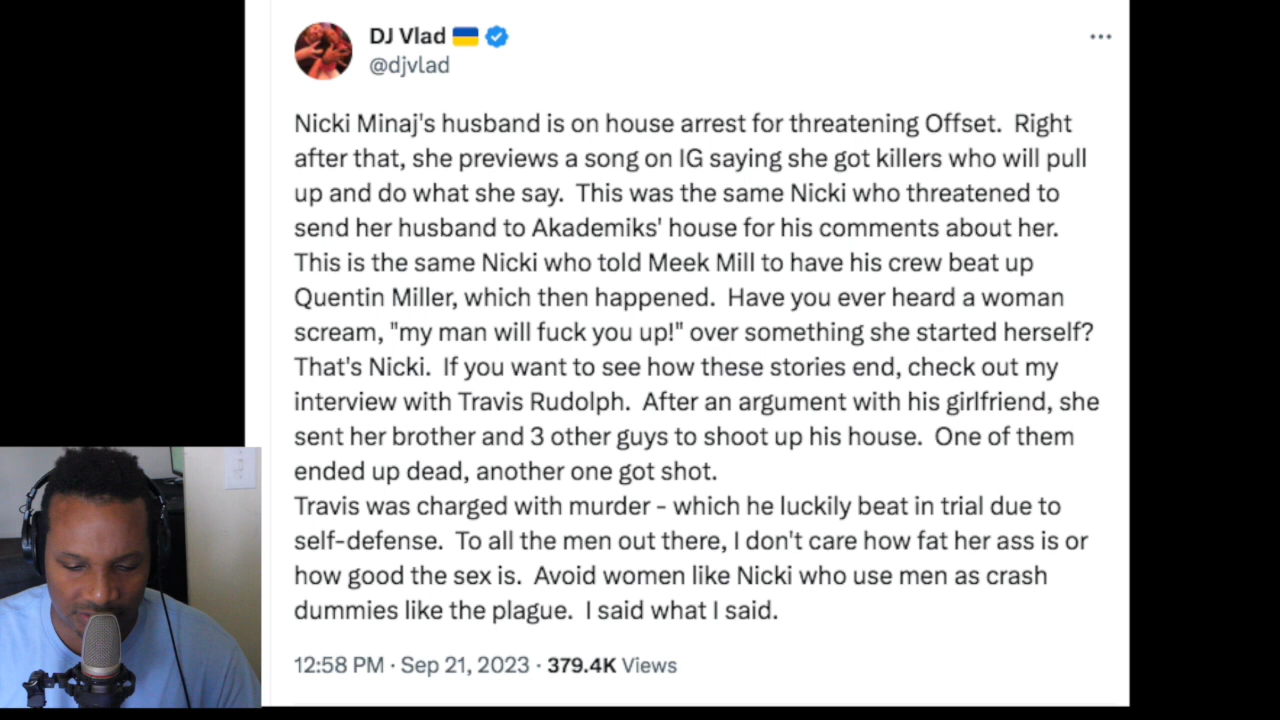 DJ Vlad 🇺🇦
@djvlad
Nicki Minaj's husband is on house arrest for threatening Offset.  Right
after that, she previews a song on IG saying she got killers who will pull
up and do what she say.  This was the same Nicki who threatened to
send her husband to Akademiks' house for his comments about her.
This is the same Nicki who told Meek Mill to have his crew beat up
Quentin Miller, which then happened.  Have you ever heard a woman
scream, "my man will fuck you up!" over something she started herself?
That's Nicki.  If you want to see how these stories end, check out my
interview with Travis Rudolph.  After an argument with his girlfriend, she
sent her brother and 3 other guys to shoot up his house.  One of them
ended up dead, another one got shot.
Travis was charged with murder - which he luckily beat in trial due to
self-defense.  To all the men out there, I don't care how fat her ass is or
how good the sex is.  Avoid women like Nicki who use men as crash
dummies like the plague.  I said what I said.
12:58 PM · Sep 21, 2023 · 379.4K Views